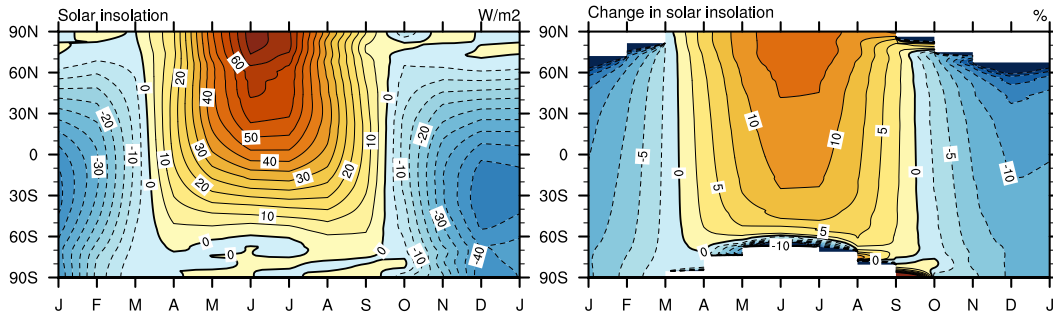 Solar insolation W/m2
90N
60N
30N
0
30S
60S
90S
J F M A M J J A S O N D J
0 20 60 0
-20 40 -20
-10 50 10 -10
-30 10 30 40
20 30 -30
0 10
0 0 -10 -40
Change in solar insolation %
90N
60N
30N
0
30S
60S
90S
J F M A M J J A S O N D J
-5 10 10 5 -5
0 5 -10
0 5 0
0 -10 0